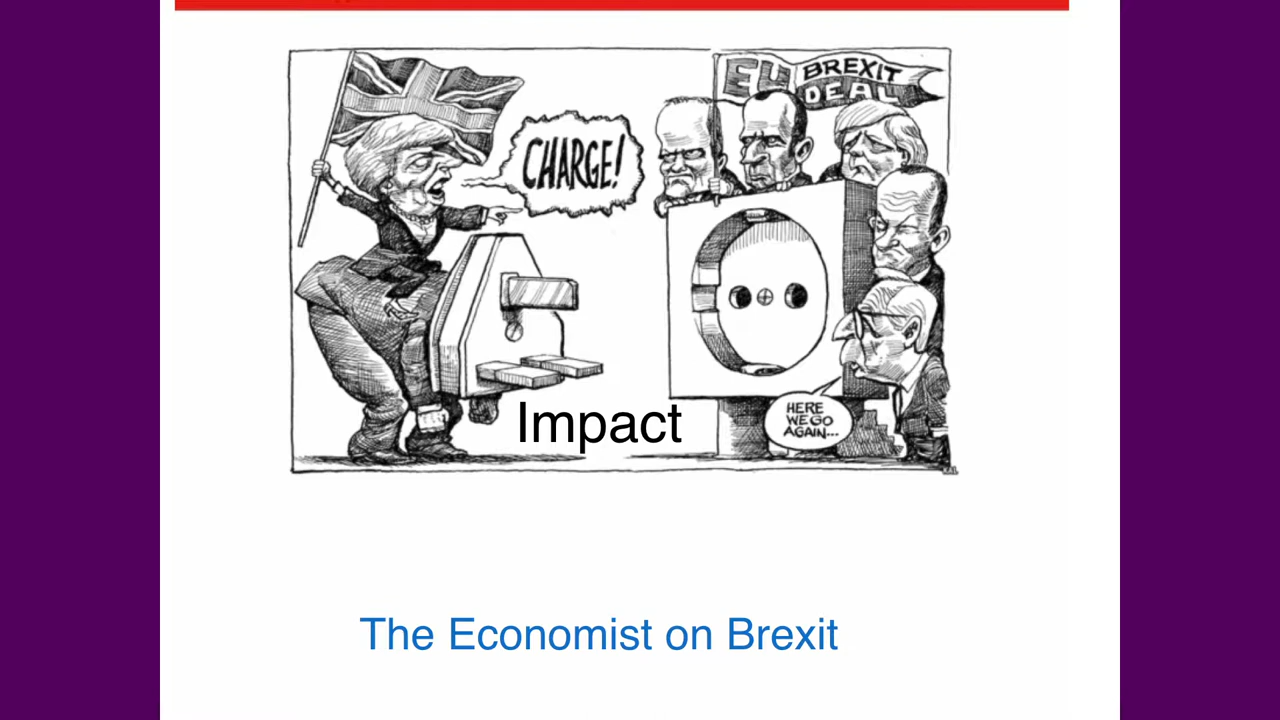 EU BREXIT
DEAL
CHARGE!
HERE
WE GO
AGAIN...
Impact
The Economist on Brexit